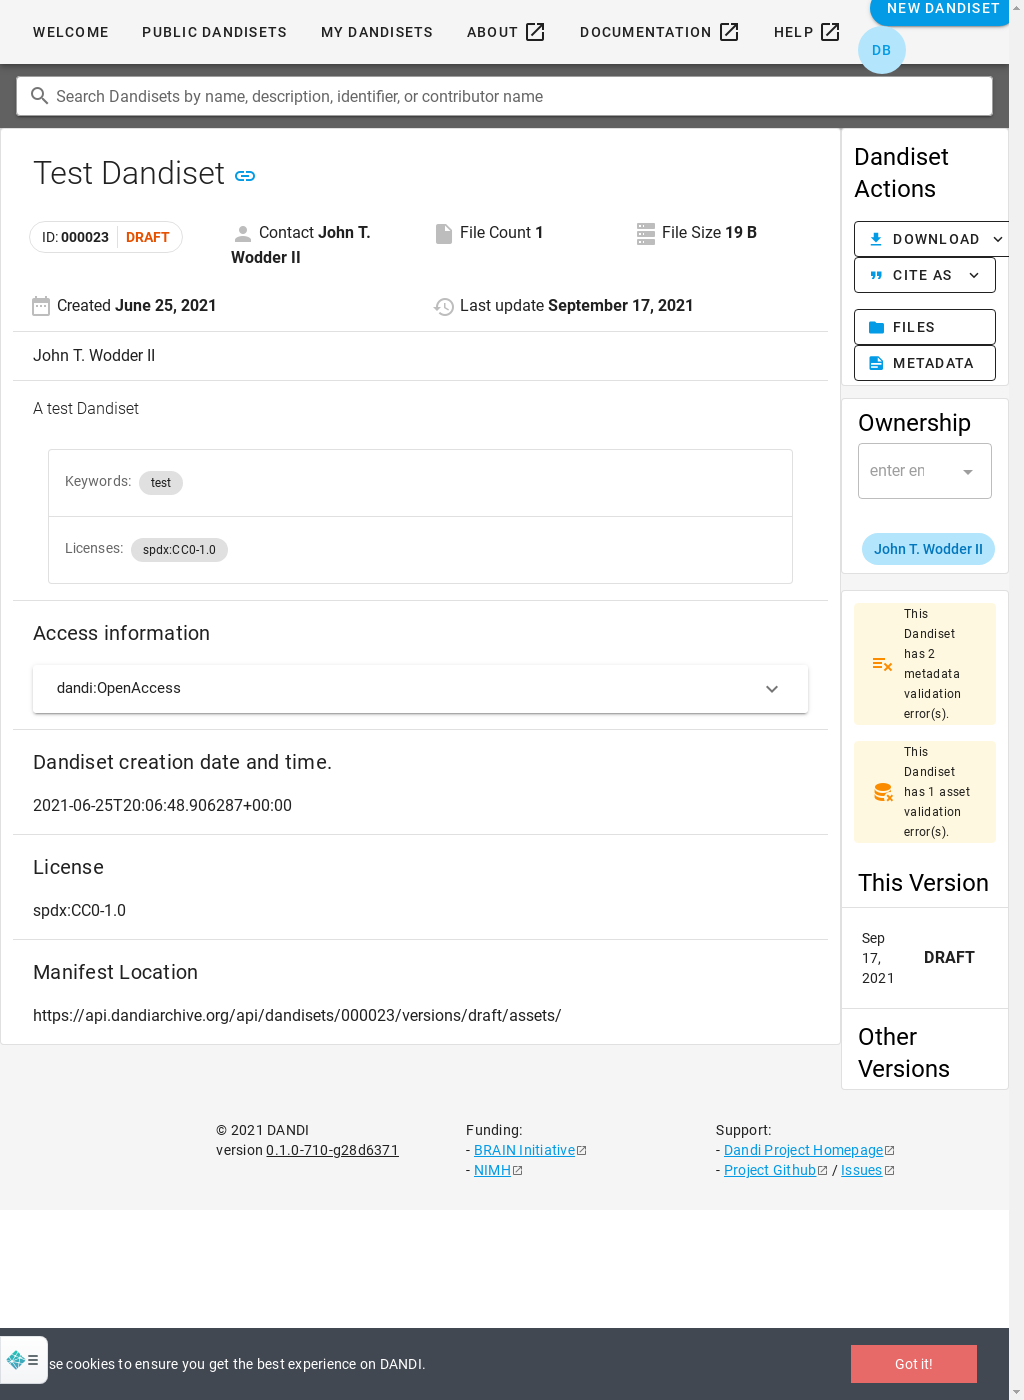 NEW DANDISET
WELCOME PUBLIC DANDISETS MY DANDISETS ABOUT DOCUMENTATION HELP
DB
Search Dandisets by name, description, identifier, or contributor name
Test Dandiset
ID: 000023 DRAFT
Contact John T. Wodder II
File Count 1
File Size 19 B
Created June 25, 2021
Last update September 17, 2021
John T. Wodder II
A test Dandiset
Keywords: test
Licenses: spdx:CC0-1.0
Access information
dandi:OpenAccess
Dandiset creation date and time.
2021-06-25T20:06:48.906287+00:00
License
spdx:CC0-1.0
Manifest Location
https://api.dandiarchive.org/api/dandisets/000023/versions/draft/assets/
Dandiset
Actions
DOWNLOAD
CITE AS
FILES
METADATA
Ownership
enter en
John T. Wodder II
This
Dandiset
has 2
metadata
validation
error(s).
This
Dandiset
has 1 asset
validation
error(s).
This Version
Sep
17,
2021
DRAFT
Other
Versions
© 2021 DANDI
version 0.1.0-710-g28d6371
Funding:
- BRAIN Initiative
- NIMH
Support:
- Dandi Project Homepage
- Project Github / Issues
se cookies to ensure you get the best experience on DANDI.
Got it!